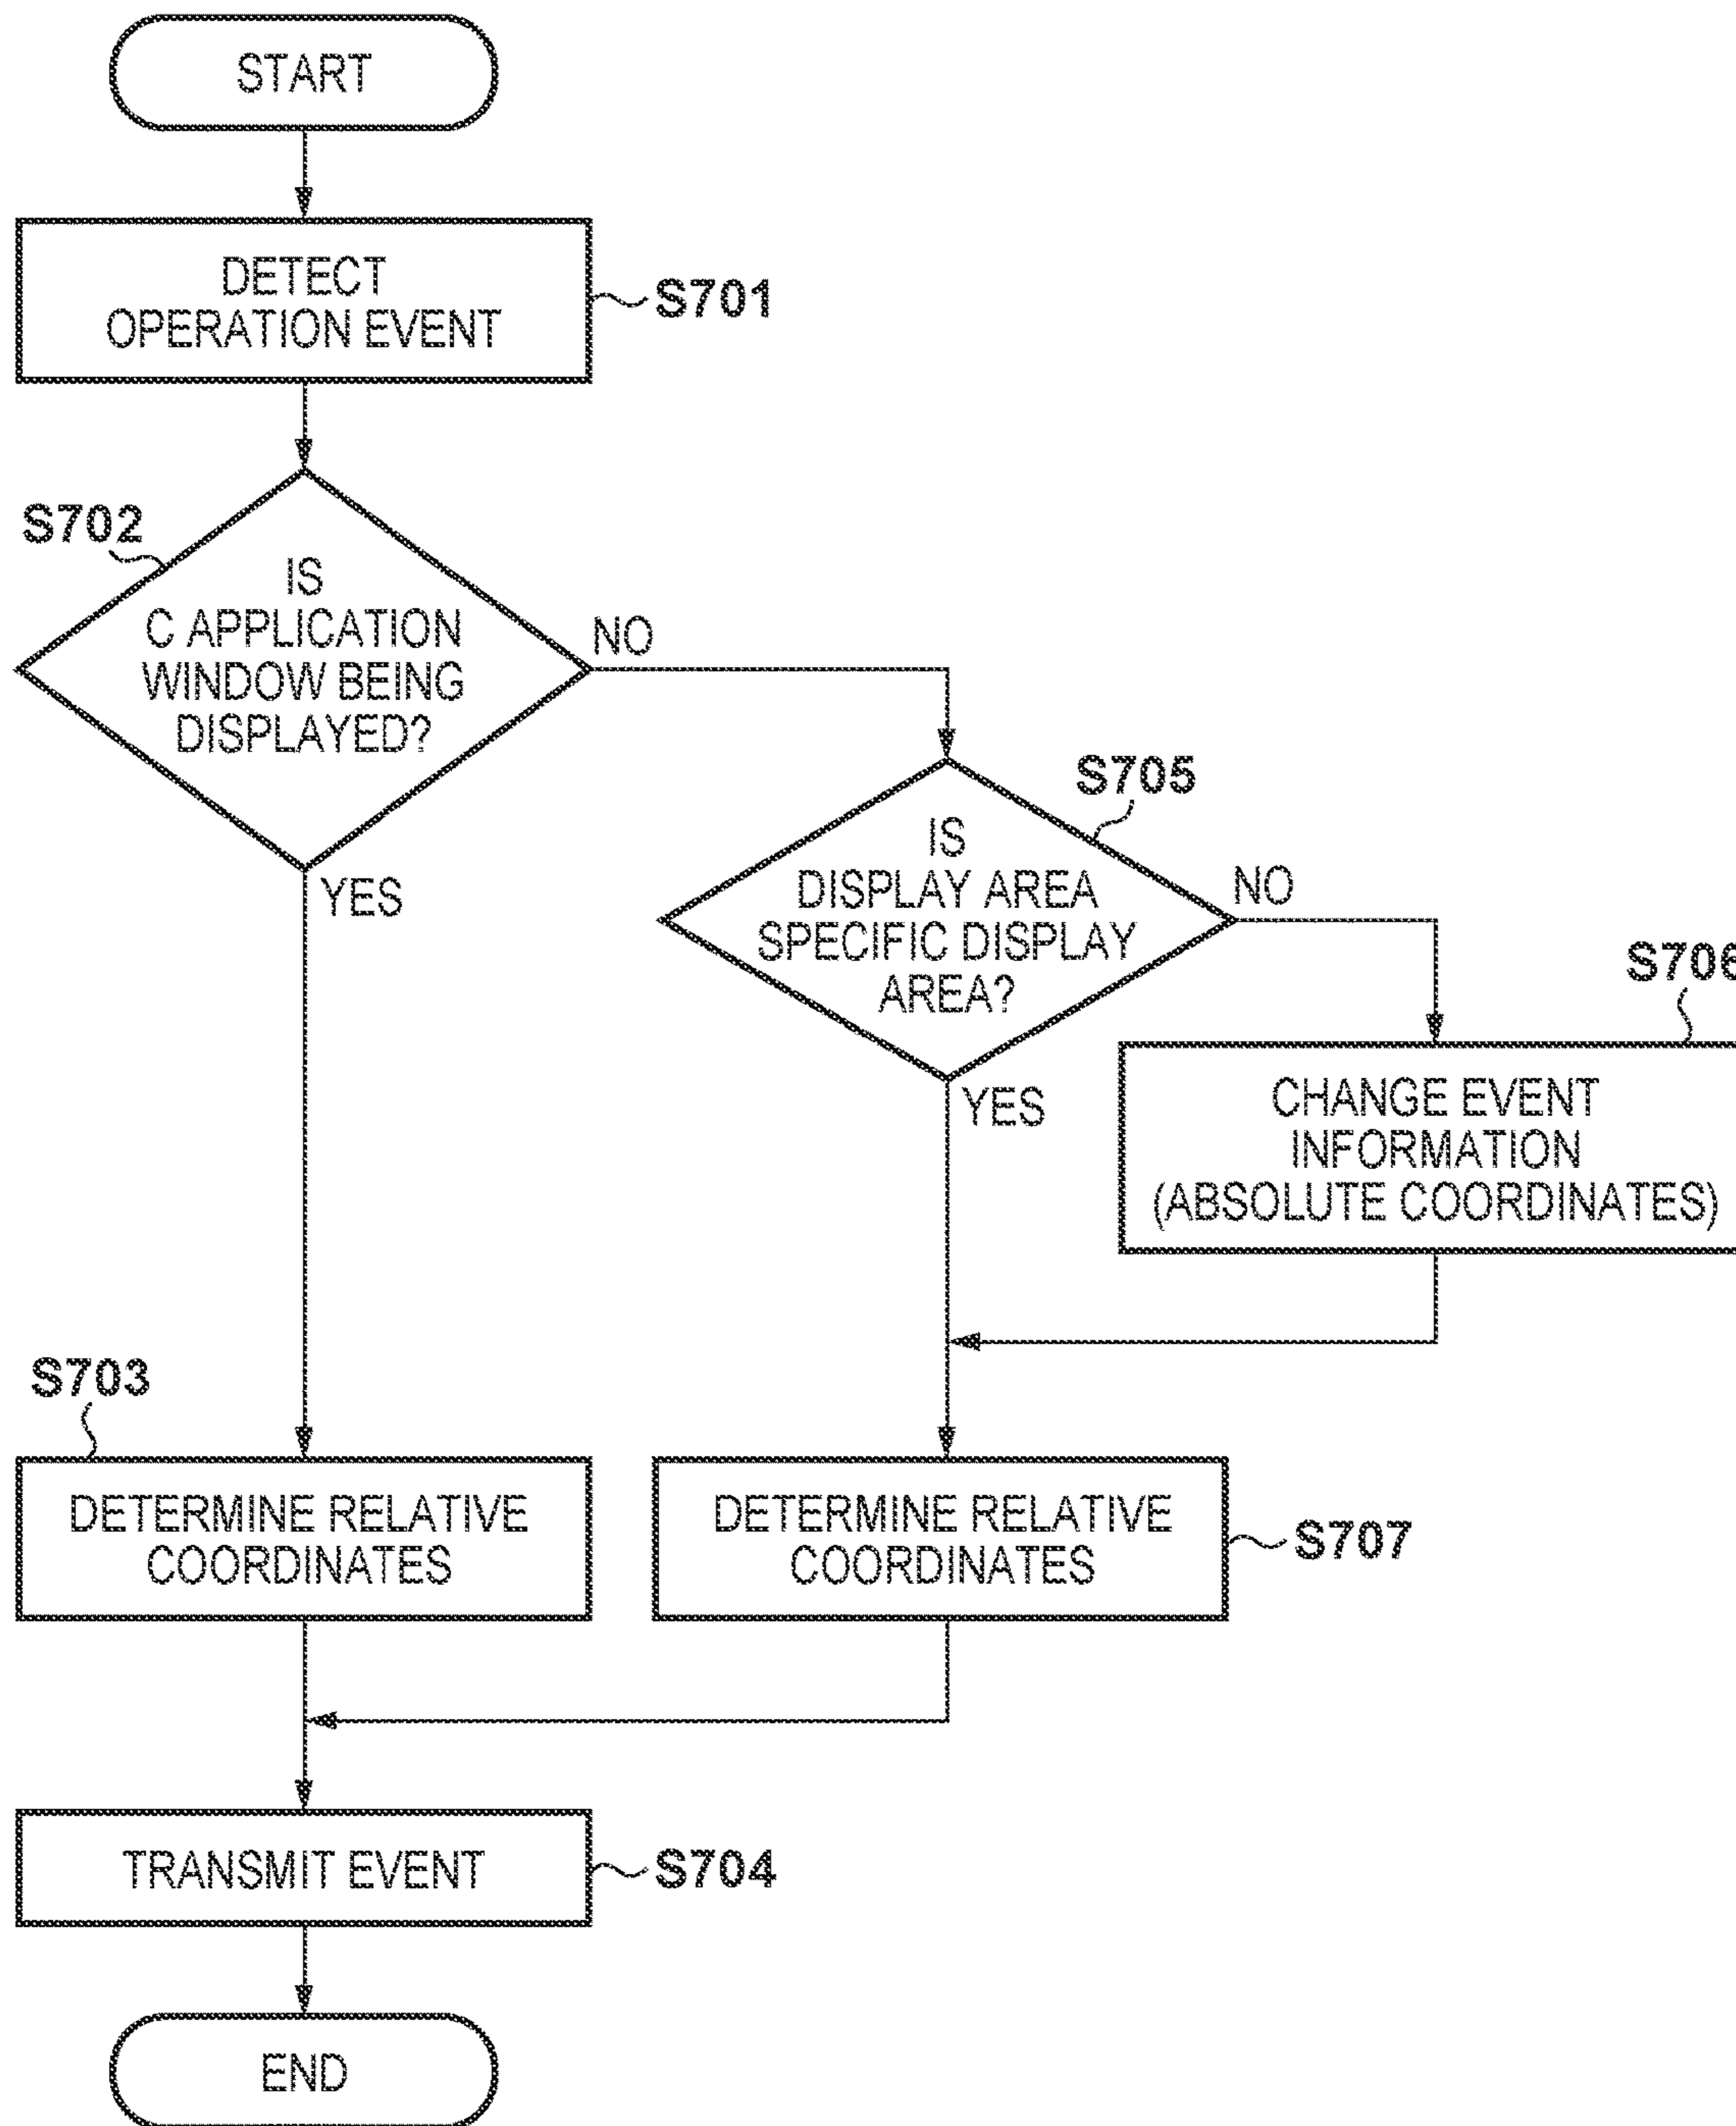 START
DETECT
OPERATION EVENT
S701
S702
IS
C APPLICATION
WINDOW BEING
DISPLAYED?
NO
YES
S705
IS
DISPLAY AREA
SPECIFIC DISPLAY
AREA?
NO
YES
S706
CHANGE EVENT
INFORMATION
(ABSOLUTE COORDINATES)
S703
DETERMINE RELATIVE
COORDINATES
DETERMINE RELATIVE
COORDINATES
S707
TRANSMIT EVENT
S704
END